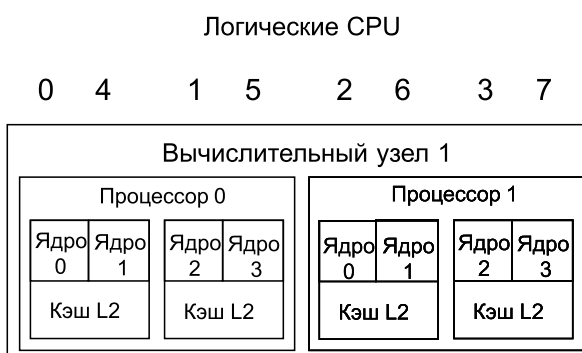 Логические CPU
0 4 1 5 2 6 3 7
Вычислительный узел 1
Процессор 0 Процессор 1
Ядро Ядро Ядро Ядро Ядро Ядро Ядро Ядро
0 1 2 3 0 1 2 3
Кэш L2 Кэш L2 Кэш L2 Кэш L2